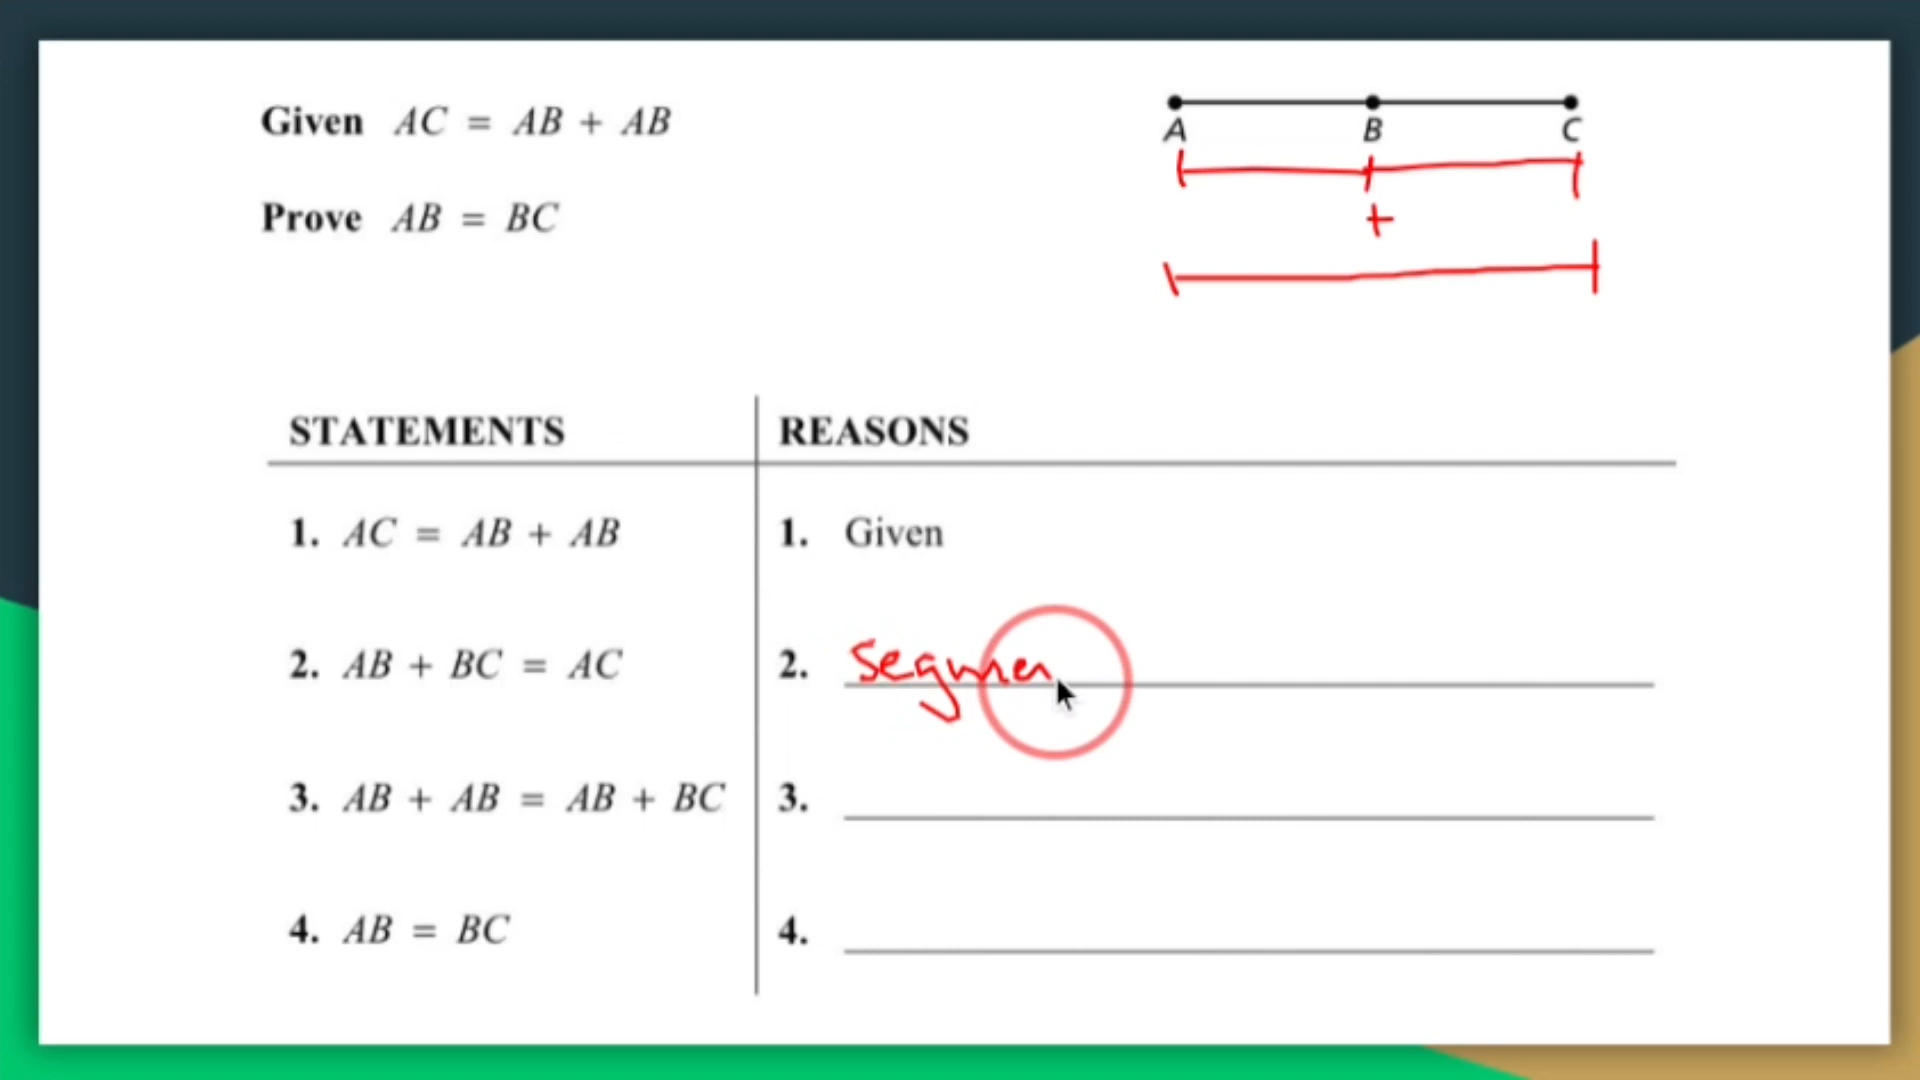 Given AC = AB + AB
Prove AB = BC
A B C
+
STATEMENTS REASONS
1. AC = AB + AB 1. Given
2. AB + BC = AC 2. Segmen
3. AB + AB = AB + BC 3.
4. AB = BC 4.